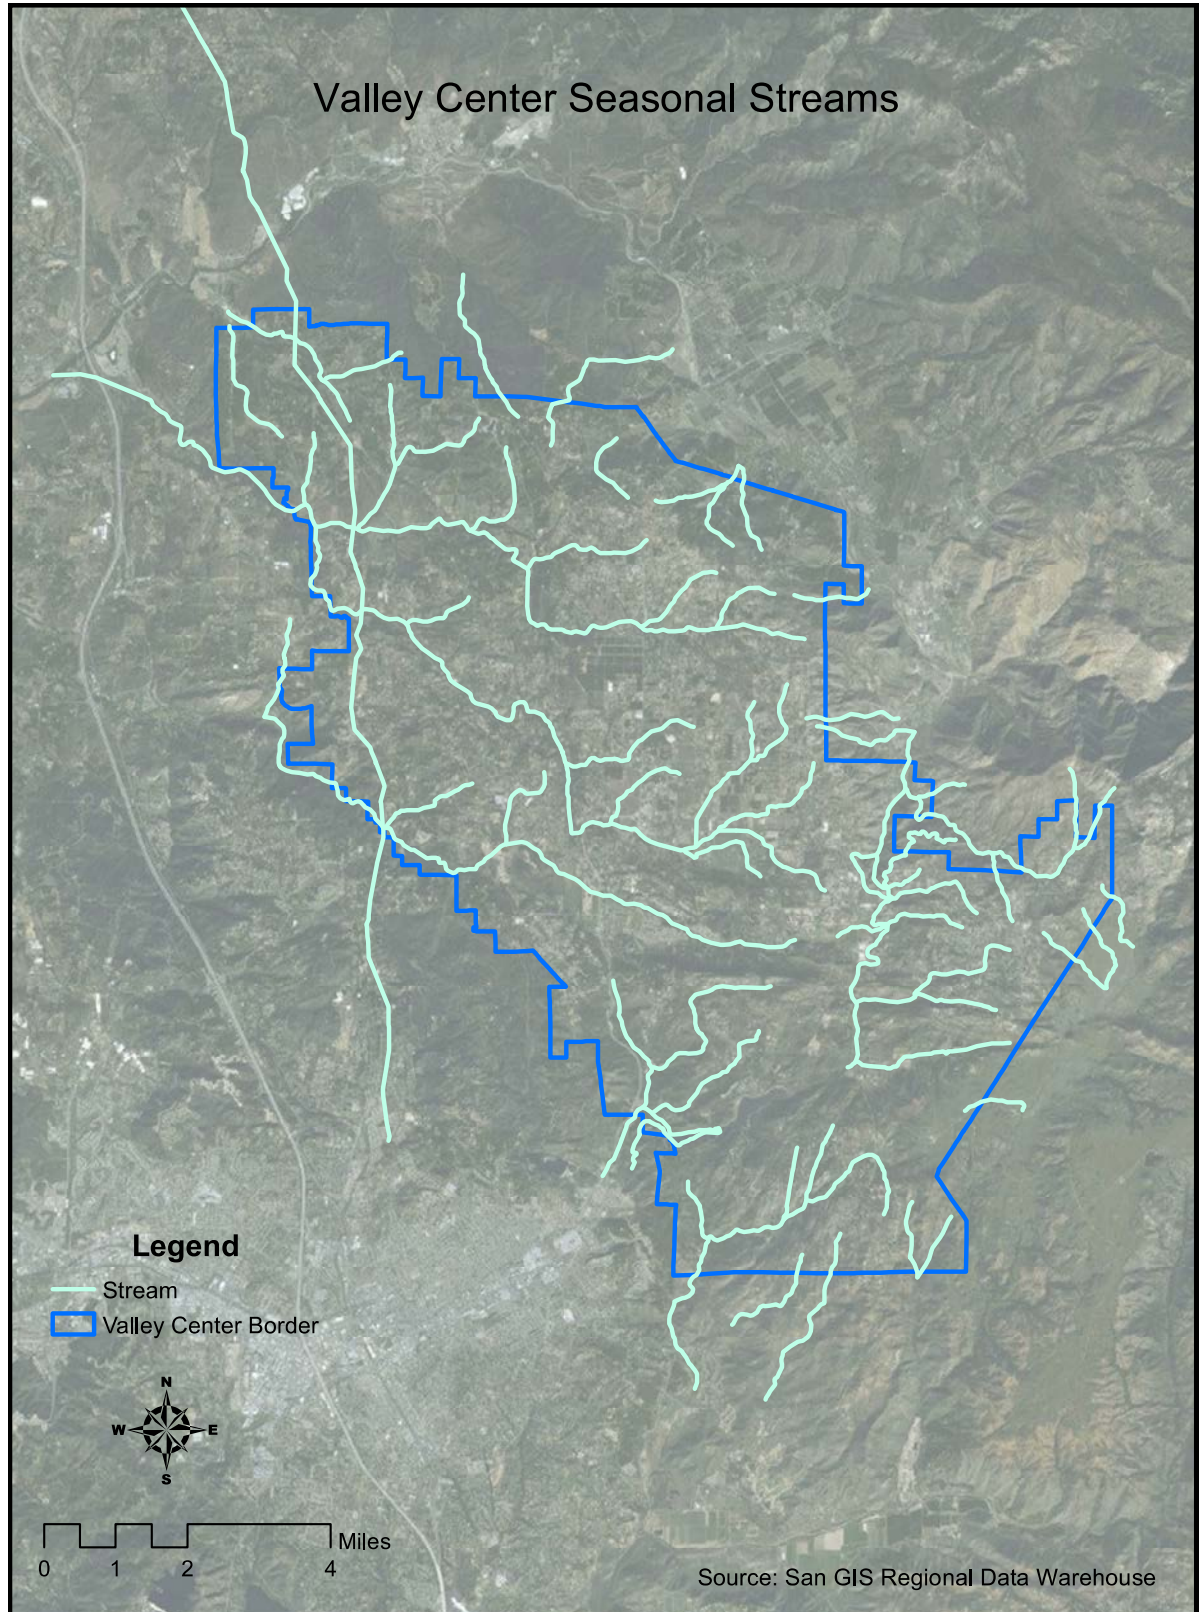 Valley Center Seasonal Streams
Legend
Stream
Valley Center Border
N
W E
S
Miles
0 1 2 4
Source: San GIS Regional Data Warehouse